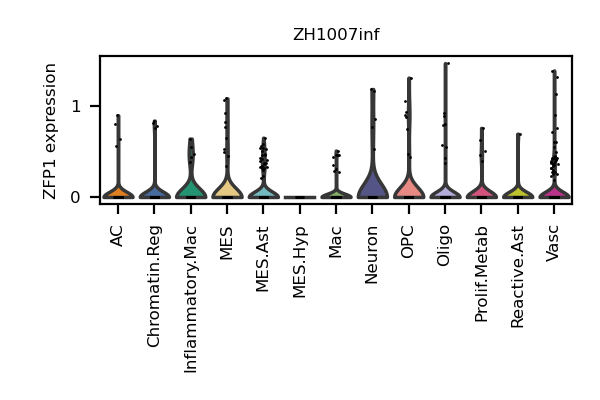 ZH1007inf
ZFP1 expression
1
0
AC
Chromatin.Reg
Inflammatory.Mac
MES
MES.Ast
MES.Hyp
Mac
Neuron
OPC
Oligo
Prolif.Metab
Reactive.Ast
Vasc